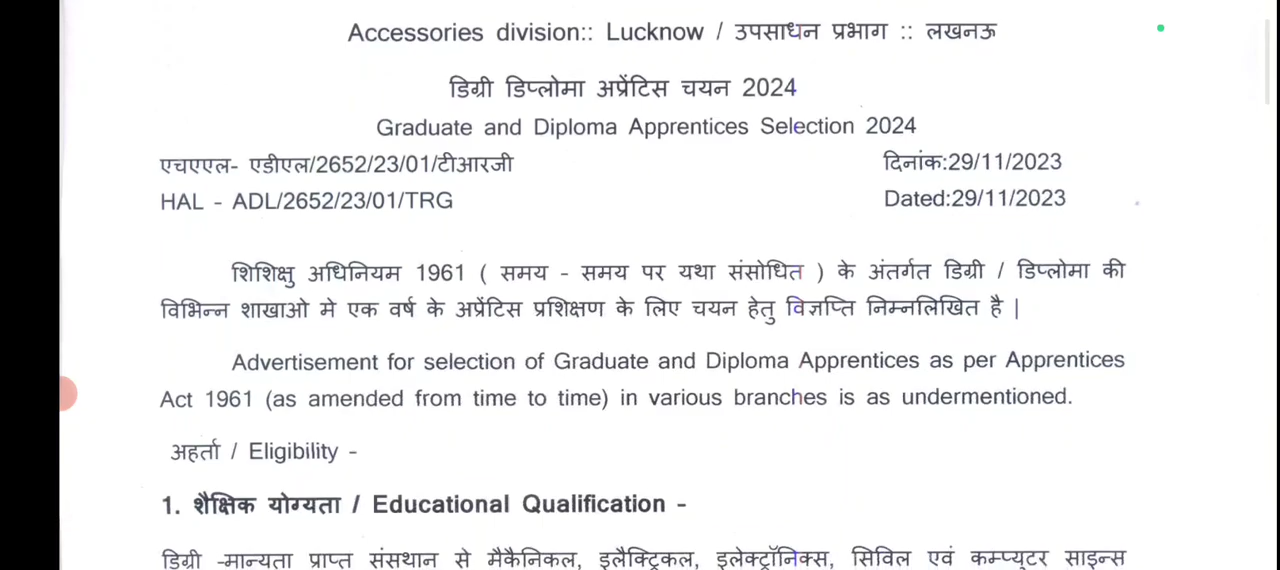 Accessories division:: Lucknow / उपसाधन प्रभाग :: लखनऊ
डिग्री डिप्लोमा अप्रेंटिस चयन 2024
Graduate and Diploma Apprentices Selection 2024
एचएएल- एडीएल/2652/23/01/टीआरजी दिनांक:29/11/2023
HAL - ADL/2652/23/01/TRG Dated:29/11/2023
शिशिक्षु अधिनियम 1961 ( समय - समय पर यथा संसोधित ) के अंतर्गत डिग्री / डिप्लोमा की
विभिन्न शाखाओ मे एक वर्ष के अप्रेंटिस प्रशिक्षण के लिए चयन हेतु विज्ञप्ति निम्नलिखित है |
Advertisement for selection of Graduate and Diploma Apprentices as per Apprentices
Act 1961 (as amended from time to time) in various branches is as undermentioned.
अहर्ता / Eligibility -
1. शैक्षिक योग्यता / Educational Qualification -
डिग्री -मान्यता प्राप्त संसथान से मैकैनिकल, इलैक्ट्रिकल, इलेक्ट्रॉनिक्स, सिविल एवं कम्प्युटर साइन्स